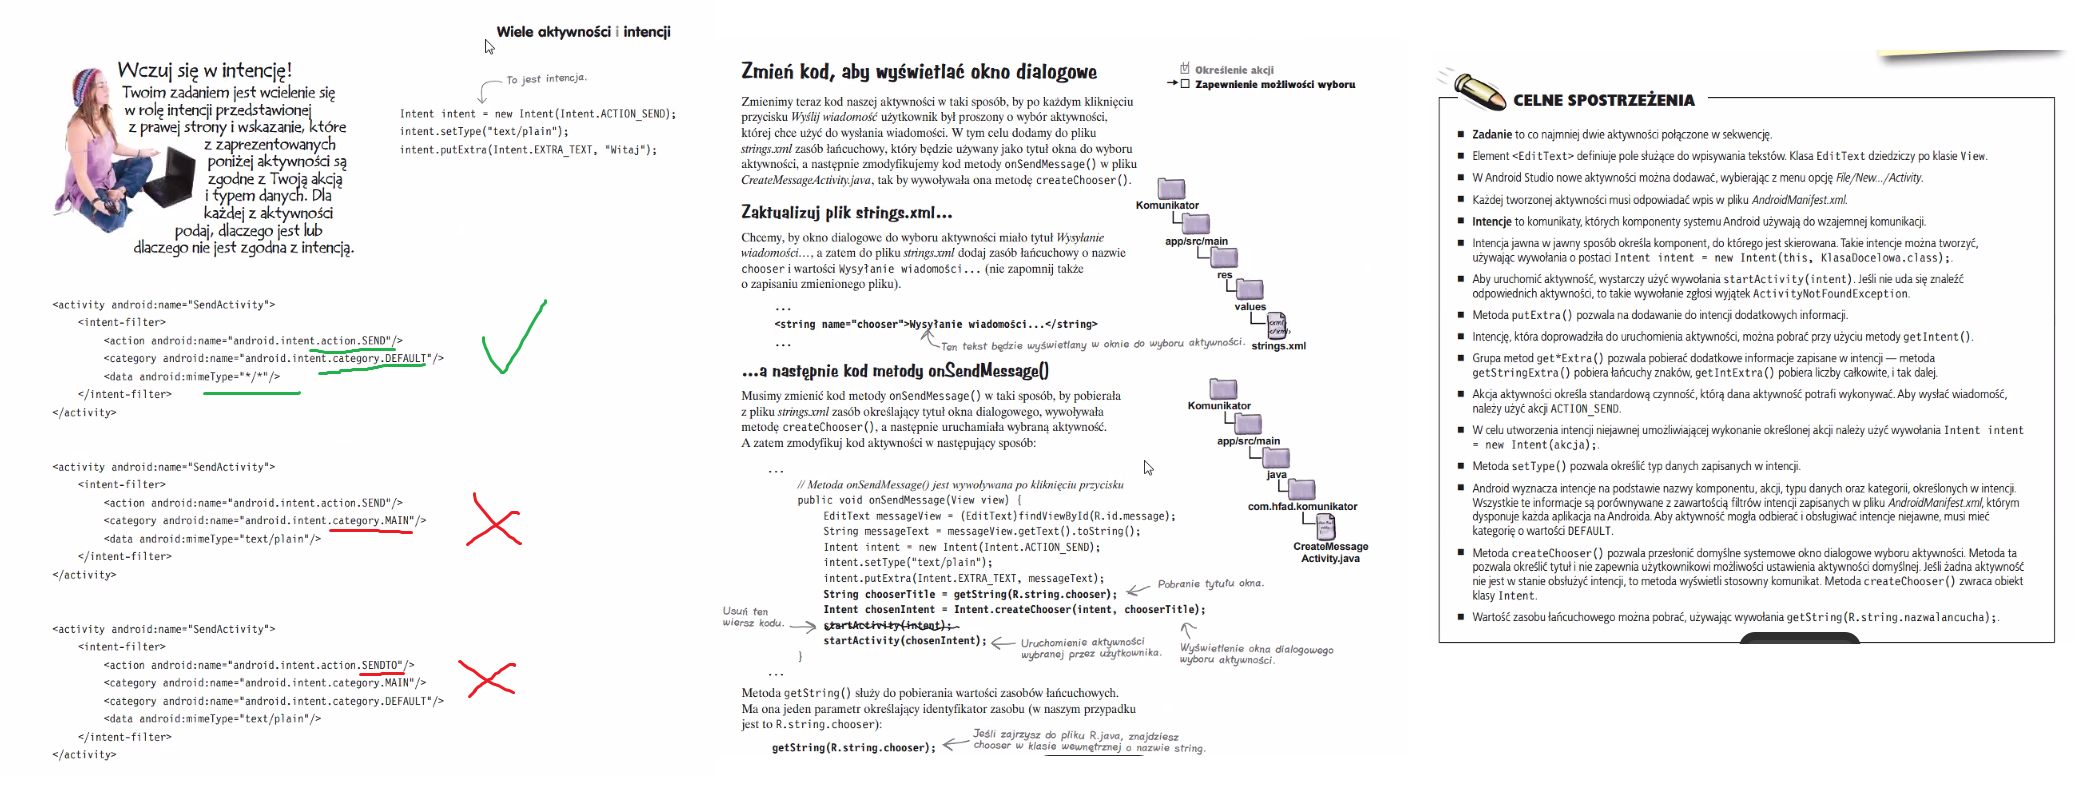 Wiele aktywności i intencji
Wczuj się w intencję!
Twoim zadaniem jest wcielenie się
w rolę intencji przedstawionej
z prawej strony i wskazanie, które
z zaprezentowanych
poniżej aktywności są
zgodne z Twoją akcją
i typem danych. Dla
każdej z aktywności
podaj, dlaczego jest lub
dlaczego nie jest zgodna z intencją.
To jest intencja.
Intent intent = new Intent(Intent.ACTION_SEND);
intent.setType("text/plain");
intent.putExtra(Intent.EXTRA_TEXT, "Witaj");
<activity android:name="SendActivity">
<intent-filter>
<action android:name="android.intent.action.SEND"/>
<category android:name="android.intent.category.DEFAULT"/>
<data android:mimeType="*/*"/>
</intent-filter>
</activity>
<activity android:name="SendActivity">
<intent-filter>
<action android:name="android.intent.action.SEND"/>
<category android:name="android.intent.category.MAIN"/>
<data android:mimeType="text/plain"/>
</intent-filter>
</activity>
<activity android:name="SendActivity">
<intent-filter>
<action android:name="android.intent.action.SENDTO"/>
<category android:name="android.intent.category.MAIN"/>
<category android:name="android.intent.category.DEFAULT"/>
<data android:mimeType="text/plain"/>
</intent-filter>
</activity>
Zmień kod, aby wyświetlać okno dialogowe
Określenie akcji
Zapewnienie możliwości wyboru
Zmienimy teraz kod naszej aktywności w taki sposób, by po każdym kliknięciu
przycisku Wyślij wiadomość użytkownik był proszony o wybór aktywności,
której chce użyć do wysłania wiadomości. W tym celu dodamy do pliku
strings.xml zasób łańcuchowy, który będzie używany jako tytuł okna do wyboru
aktywności, a następnie zmodyfikujemy kod metody onSendMessage() w pliku
CreateMessageActivity.java, tak by wywoływała ona metodę createChooser().
Zaktualizuj plik strings.xml...
Chcemy, by okno dialogowe do wyboru aktywności miało tytuł Wysyłanie
wiadomości..., a zatem do pliku strings.xml dodaj zasób łańcuchowy o nazwie
chooser i wartości Wysyłanie wiadomości... (nie zapomnij także
o zapisaniu zmienionego pliku).
...
<string name="chooser">Wysyłanie wiadomości...</string>
...
Ten tekst będzie wyświetlany w oknie do wyboru aktywności.
Komunikator
app/src/main
res
values
<xml>
</xml>
strings.xml
...a następnie kod metody onSendMessage()
Musimy zmienić kod metody onSendMessage() w taki sposób, by pobierała
z pliku strings.xml zasób określający tytuł okna dialogowego, wywoływała
metodę createChooser(), a następnie uruchamiała wybraną aktywność.
A zatem zmodyfikuj kod aktywności w następujący sposób:
Komunikator
app/src/main
java
com.hfad.komunikator
CreateMessage
Activity.java
...
// Metoda onSendMessage() jest wywoływana po kliknięciu przycisku
public void onSendMessage(View view) {
EditText messageView = (EditText)findViewById(R.id.message);
String messageText = messageView.getText().toString();
Intent intent = new Intent(Intent.ACTION_SEND);
intent.setType("text/plain");
intent.putExtra(Intent.EXTRA_TEXT, messageText);
String chooserTitle = getString(R.string.chooser);
Intent chosenIntent = Intent.createChooser(intent, chooserTitle);
startActivity(intent);
startActivity(chosenIntent);
}
...
Pobranie tytułu okna.
Usuń ten
wiersz kodu.
Uruchomienie aktywności
wybranej przez użytkownika.
Wyświetlenie okna dialogowego
wyboru aktywności.
Metoda getString() służy do pobierania wartości zasobów łańcuchowych.
Ma ona jeden parametr określający identyfikator zasobu (w naszym przypadku
jest to R.string.chooser):
getString(R.string.chooser);
Jeśli zajrzysz do pliku R.java, znajdziesz
chooser w klasie wewnętrznej o nazwie string.
CELNE SPOSTRZEŻENIA
■ Zadanie to co najmniej dwie aktywności połączone w sekwencję.
■ Element <EditText> definiuje pole służące do wpisywania tekstów. Klasa EditText dziedziczy po klasie View.
■ W Android Studio nowe aktywności można dodawać, wybierając z menu opcję File/New.../Activity.
■ Każdej tworzonej aktywności musi odpowiadać wpis w pliku AndroidManifest.xml.
■ Intencje to komunikaty, których komponenty systemu Android używają do wzajemnej komunikacji.
■ Intencja jawna w jawny sposób określa komponent, do którego jest skierowana. Takie intencje można tworzyć,
używając wywołania o postaci Intent intent = new Intent(this, KlasaDocelowa.class);.
■ Aby uruchomić aktywność, wystarczy użyć wywołania startActivity(intent). Jeśli nie uda się znaleźć
odpowiednich aktywności, to takie wywołanie zgłosi wyjątek ActivityNotFoundException.
■ Metoda putExtra() pozwala na dodawanie do intencji dodatkowych informacji.
■ Intencję, która doprowadziła do uruchomienia aktywności, można pobrać przy użyciu metody getIntent().
■ Grupa metod get*Extra() pozwala pobierać dodatkowe informacje zapisane w intencji — metoda
getStringExtra() pobiera łańcuchy znaków, getIntExtra() pobiera liczby całkowite, i tak dalej.
■ Akcja aktywności określa standardową czynność, którą dana aktywność potrafi wykonywać. Aby wysłać wiadomość,
należy użyć akcji ACTION_SEND.
■ W celu utworzenia intencji niejawnej umożliwiającej wykonanie określonej akcji należy użyć wywołania Intent intent
= new Intent(akcja);.
■ Metoda setType() pozwala określić typ danych zapisanych w intencji.
■ Android wyznacza intencje na podstawie nazwy komponentu, akcji, typu danych oraz kategorii, określonych w intencji.
Wszystkie te informacje są porównywane z zawartością filtrów intencji zapisanych w pliku AndroidManifest.xml, którym
dysponuje każda aplikacja na Androida. Aby aktywność mogła odbierać i obsługiwać intencje niejawne, musi mieć
kategorię o wartości DEFAULT.
■ Metoda createChooser() pozwala przesłonić domyślne systemowe okno dialogowe wyboru aktywności. Metoda ta
pozwala określić tytuł i nie zapewnia użytkownikowi możliwości ustawienia aktywności domyślnej. Jeśli żadna aktywność
nie jest w stanie obsłużyć intencji, to metoda wyświetli stosowny komunikat. Metoda createChooser() zwraca obiekt
klasy Intent.
■ Wartość zasobu łańcuchowego można pobrać, używając wywołania getString(R.string.nazwalancucha);.